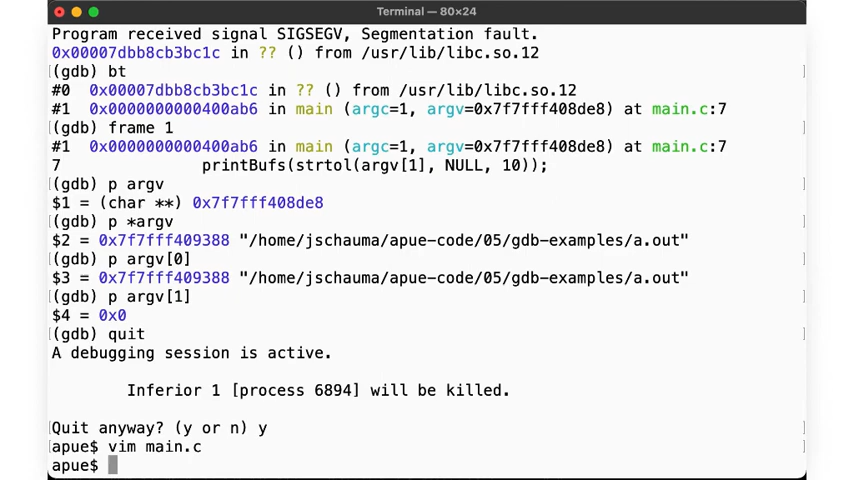 Terminal — 80×24
Program received signal SIGSEGV, Segmentation fault.
0x00007dbb8cb3bc1c in ?? () from /usr/lib/libc.so.12
(gdb) bt
#0  0x00007dbb8cb3bc1c in ?? () from /usr/lib/libc.so.12
#1  0x0000000000400ab6 in main (argc=1, argv=0x7f7fff408de8) at main.c:7
(gdb) frame 1
#1  0x0000000000400ab6 in main (argc=1, argv=0x7f7fff408de8) at main.c:7
7               printBufs(strtol(argv[1], NULL, 10));
(gdb) p argv
$1 = (char **) 0x7f7fff408de8
(gdb) p *argv
$2 = 0x7f7fff409388 "/home/jschauma/apue-code/05/gdb-examples/a.out"
(gdb) p argv[0]
$3 = 0x7f7fff409388 "/home/jschauma/apue-code/05/gdb-examples/a.out"
(gdb) p argv[1]
$4 = 0x0
(gdb) quit
A debugging session is active.
        Inferior 1 [process 6894] will be killed.
Quit anyway? (y or n) y
apue$ vim main.c
apue$